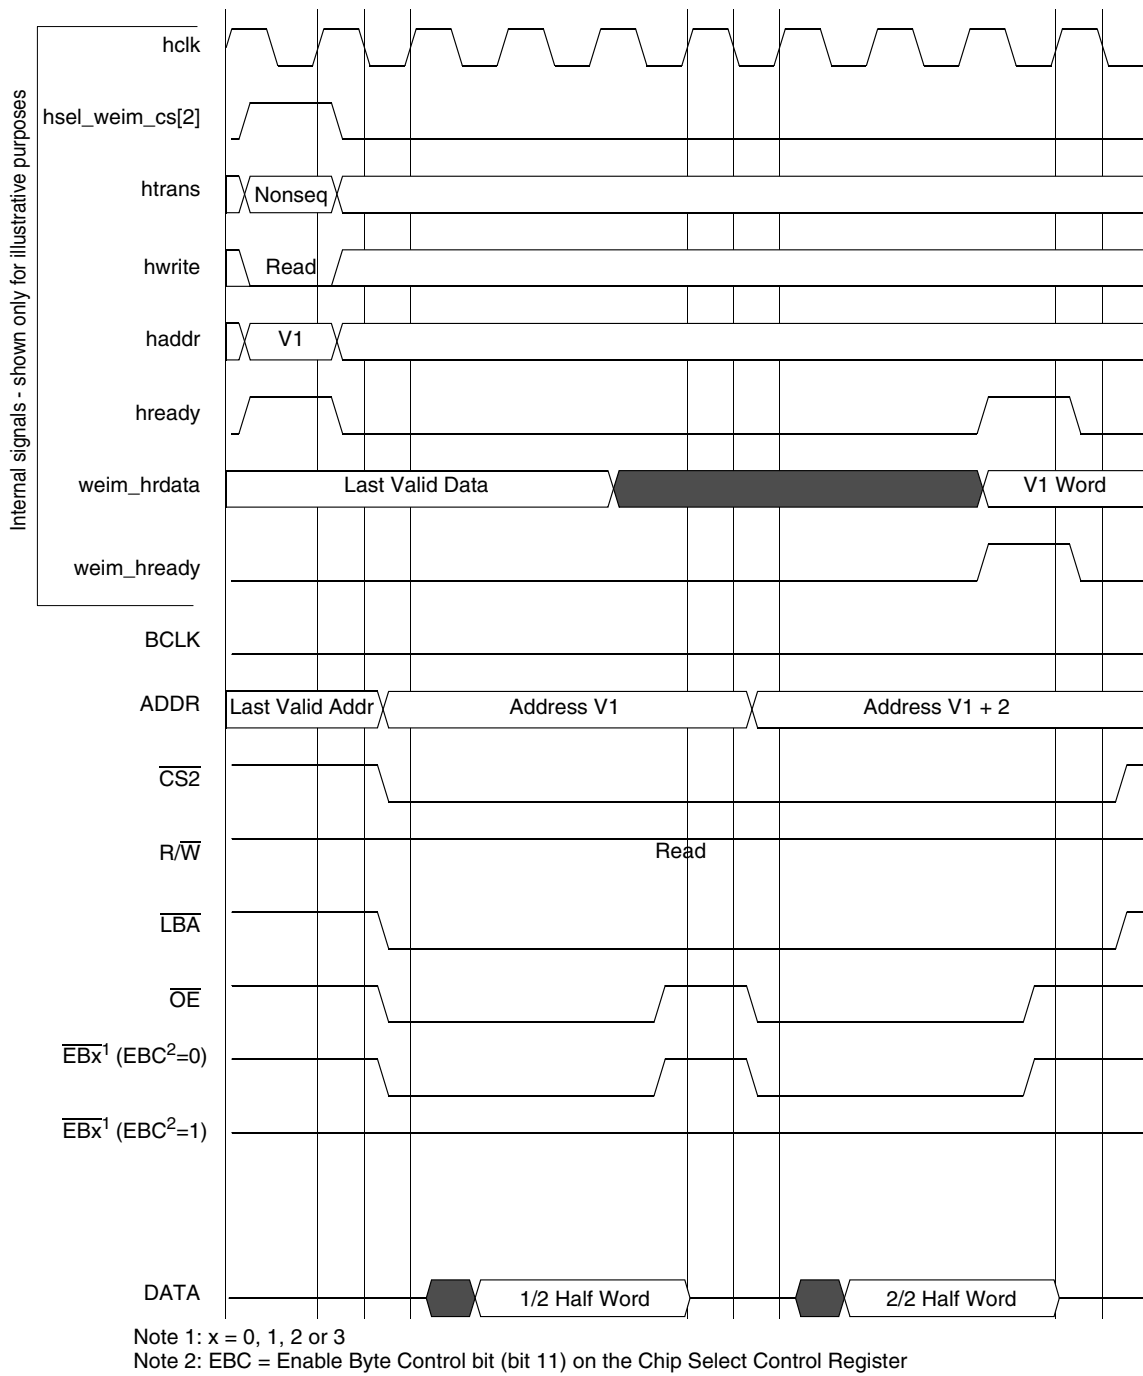 Internal signals - shown only for illustrative purposes
hclk
hsel_weim_cs[2]
htrans
Nonseq
hwrite
Read
haddr
V1
hready
weim_hrdata
Last Valid Data
V1 Word
weim_hready
BCLK
ADDR
Last Valid Addr
Address V1
Address V1 + 2
CS2
R/W
Read
LBA
OE
EBx1 (EBC2=0)
EBx1 (EBC2=1)
DATA
1/2 Half Word
2/2 Half Word
Note 1: x = 0, 1, 2 or 3
Note 2: EBC = Enable Byte Control bit (bit 11) on the Chip Select Control Register